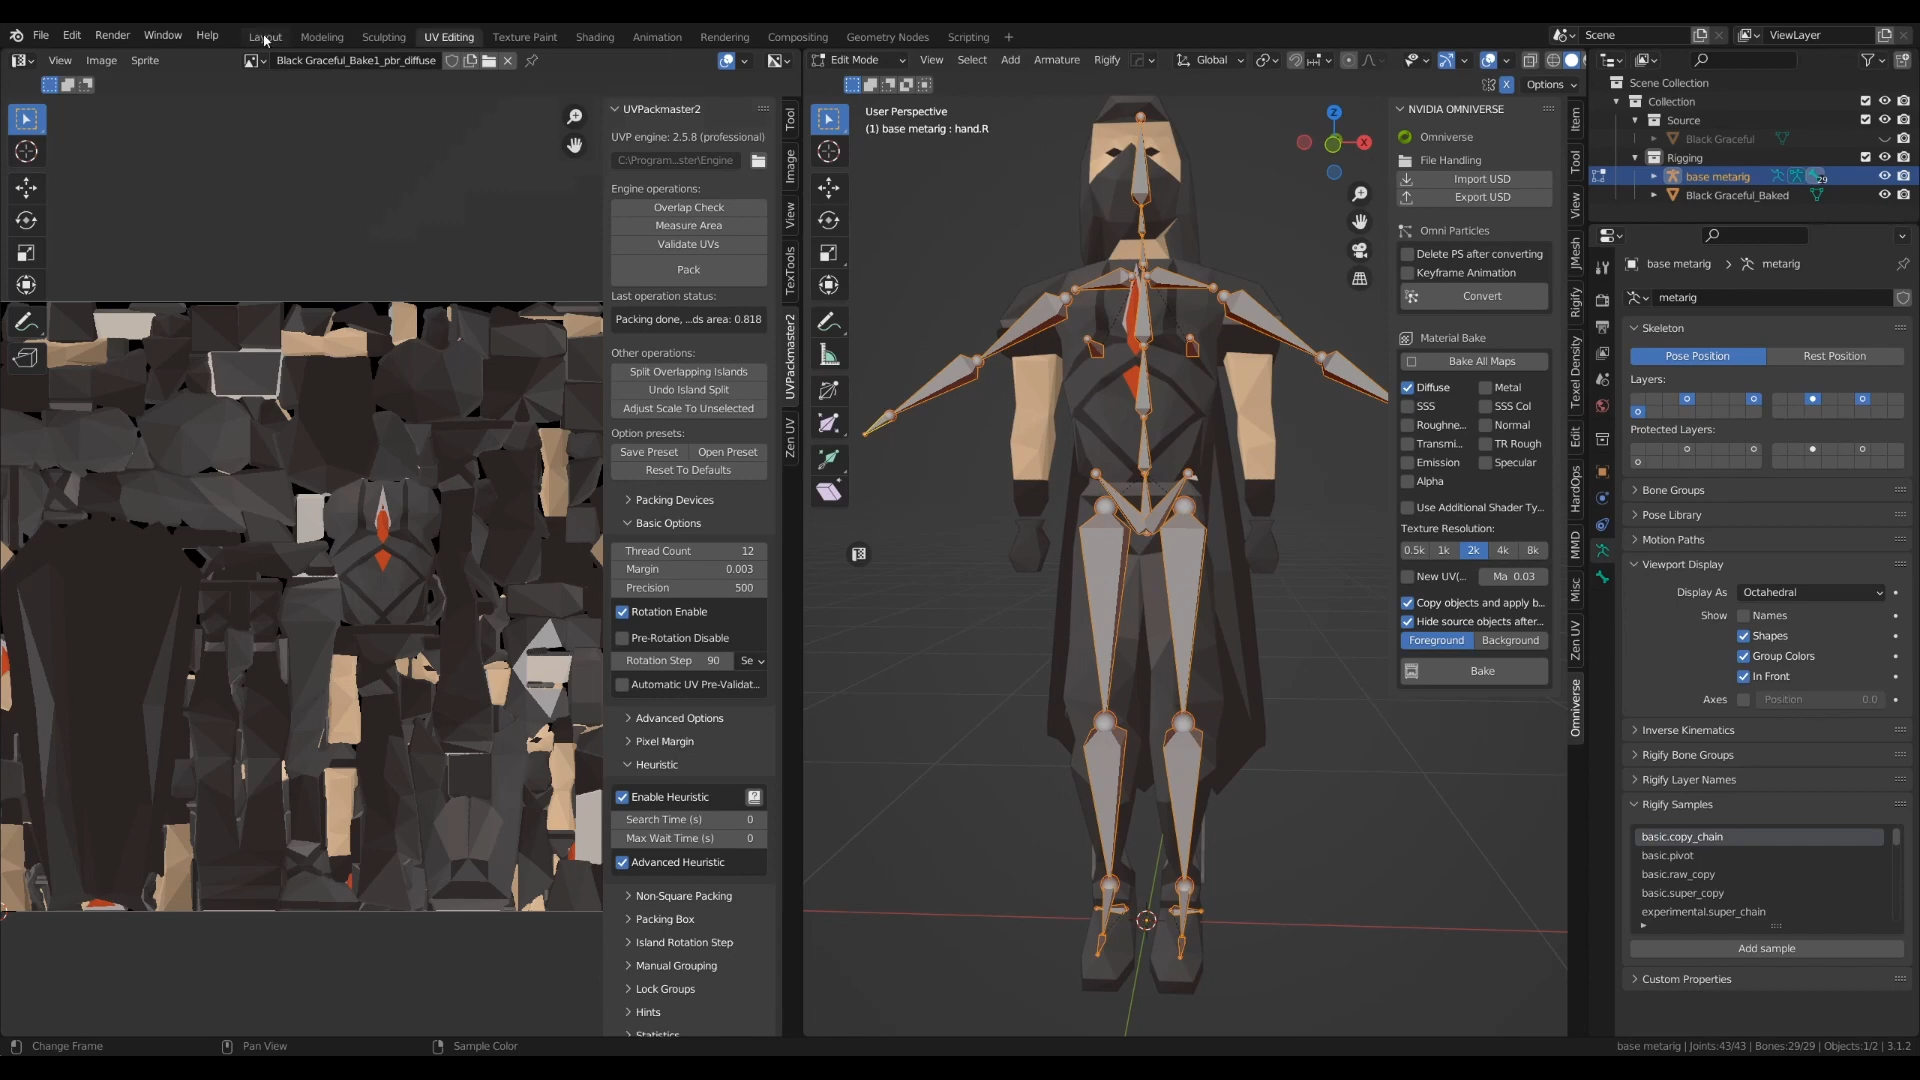 File Edit Render Window Help Layout Modeling Sculpting UV Editing Texture Paint Shading Animation Rendering Compositing Geometry Nodes Scripting Scene ViewLayer
View Image Sprite Black Graceful_Bake1_pbr_diffuse
Edit Mode View Select Add Armature Rigify Global
Options
UVPackmaster2
UVP engine: 2.5.8 (professional)
C:\Program...ster\Engine
Engine operations:
Overlap Check
Measure Area
Validate UVs
Pack
Last operation status:
Packing done, ...ds area: 0.818
Other operations:
Split Overlapping Islands
Undo Island Split
Adjust Scale To Unselected
Option presets:
Save Preset Open Preset
Reset To Defaults
Packing Devices
Basic Options
Thread Count 12
Margin 0.003
Precision 500
Rotation Enable
Pre-Rotation Disable
Rotation Step 90 Se
Automatic UV Pre-Validat...
Advanced Options
Pixel Margin
Heuristic
Enable Heuristic
Search Time (s) 0
Max Wait Time (s) 0
Advanced Heuristic
Non-Square Packing
Packing Box
Island Rotation Step
Manual Grouping
Lock Groups
Hints
Statistics
Tool
Image
View
TexTools
UVPackmaster2
Zen UV
User Perspective
(1) base metarig : hand.R
Z
X
NVIDIA OMNIVERSE
Omniverse
File Handling
Import USD
Export USD
Omni Particles
Delete PS after converting
Keyframe Animation
Convert
Material Bake
Bake All Maps
Diffuse Metal
SSS SSS Col
Roughne... Normal
Transmi... TR Rough
Emission Specular
Alpha
Use Additional Shader Ty...
Texture Resolution:
0.5k 1k 2k 4k 8k
New UV(... Ma 0.03
Copy objects and apply b...
Hide source objects after...
Foreground Background
Bake
Item
Tool
View
JMesh
Rigify
Texel Density
Edit
HardOps
MMD
Misc
Zen UV
Omniverse
Scene Collection
Collection
Source
Black Graceful
Rigging
base metarig 29
Black Graceful_Baked
base metarig metarig
metarig
Skeleton
Pose Position Rest Position
Layers:
Protected Layers:
Bone Groups
Pose Library
Motion Paths
Viewport Display
Display As Octahedral
Show Names
Shapes
Group Colors
In Front
Axes Position 0.0
Inverse Kinematics
Rigify Bone Groups
Rigify Layer Names
Rigify Samples
basic.copy_chain
basic.pivot
basic.raw_copy
basic.super_copy
experimental.super_chain
Add sample
Custom Properties
Change Frame Pan View Sample Color base metarig | Joints:43/43 | Bones:29/29 | Objects:1/2 | 3.1.2